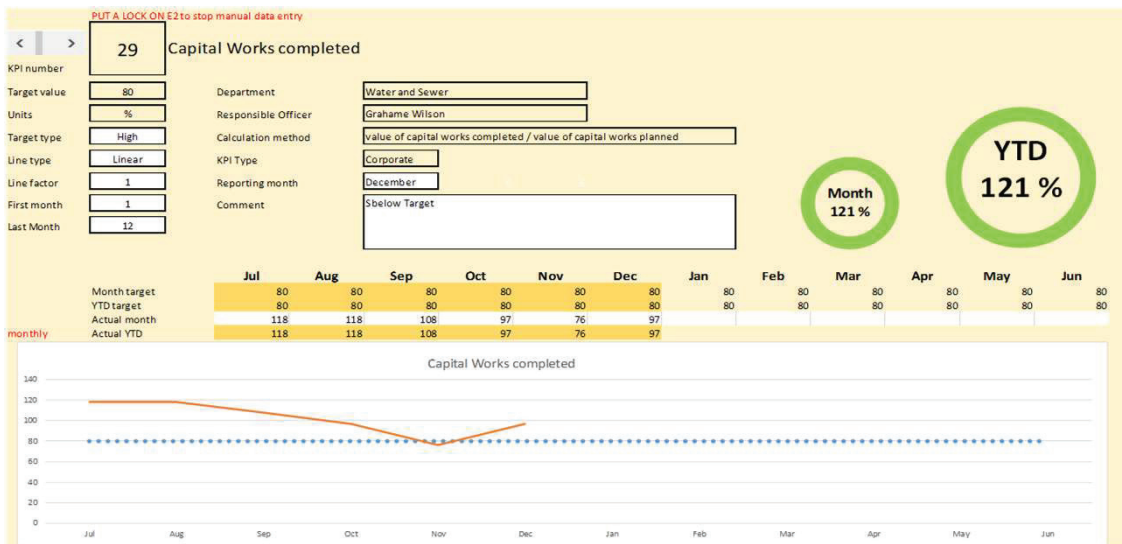 PUT A LOCK ON E2 to stop manual data entry
< >
29 Capital Works completed
KPI number
Target value 80 Department Water and Sewer
Units % Responsible Officer Grahame Wilson
Target type High Calculation method value of capital works completed / value of capital works planned
Line type Linear KPI Type Corporate
Line factor 1 Reporting month December
First month 1 Comment Sbelow Target
Last Month 12
Month
121 %
YTD
121 %
Jul Aug Sep Oct Nov Dec Jan Feb Mar Apr May Jun
Month target 80 80 80 80 80 80 80 80 80 80 80 80
YTD target 80 80 80 80 80 80 80 80 80 80 80 80
Actual month 118 118 108 97 76 97
monthly Actual YTD 118 118 108 97 76 97
Capital Works completed
140
120
100
80
60
40
20
0
Jul Aug Sep Oct Nov Dec Jan Feb Mar Apr May Jun